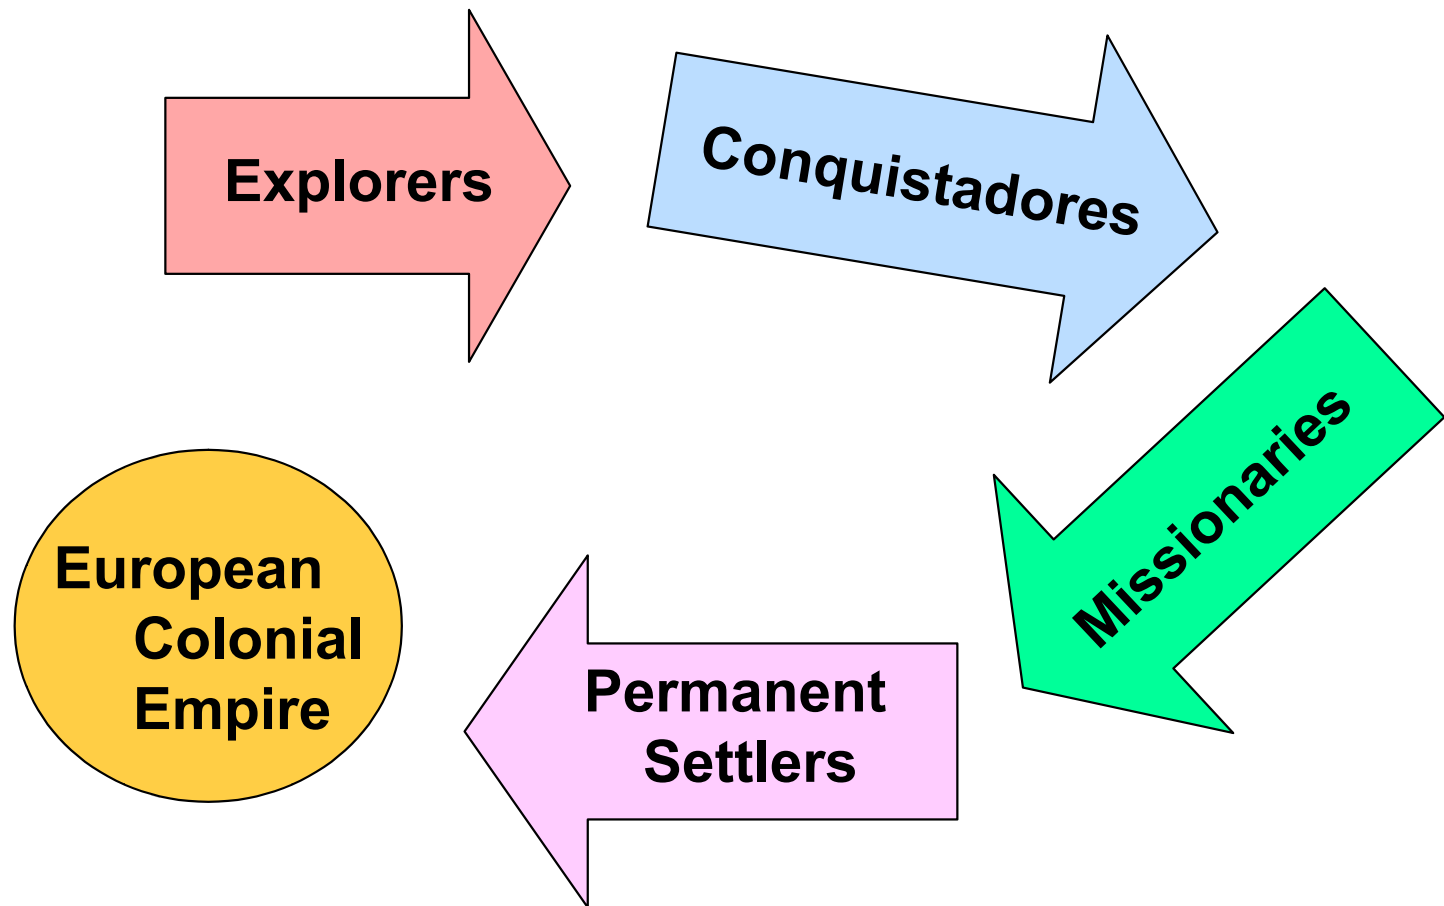 Explorers
Conquistadores
Missionaries
Permanent
Settlers
European
Colonial
Empire